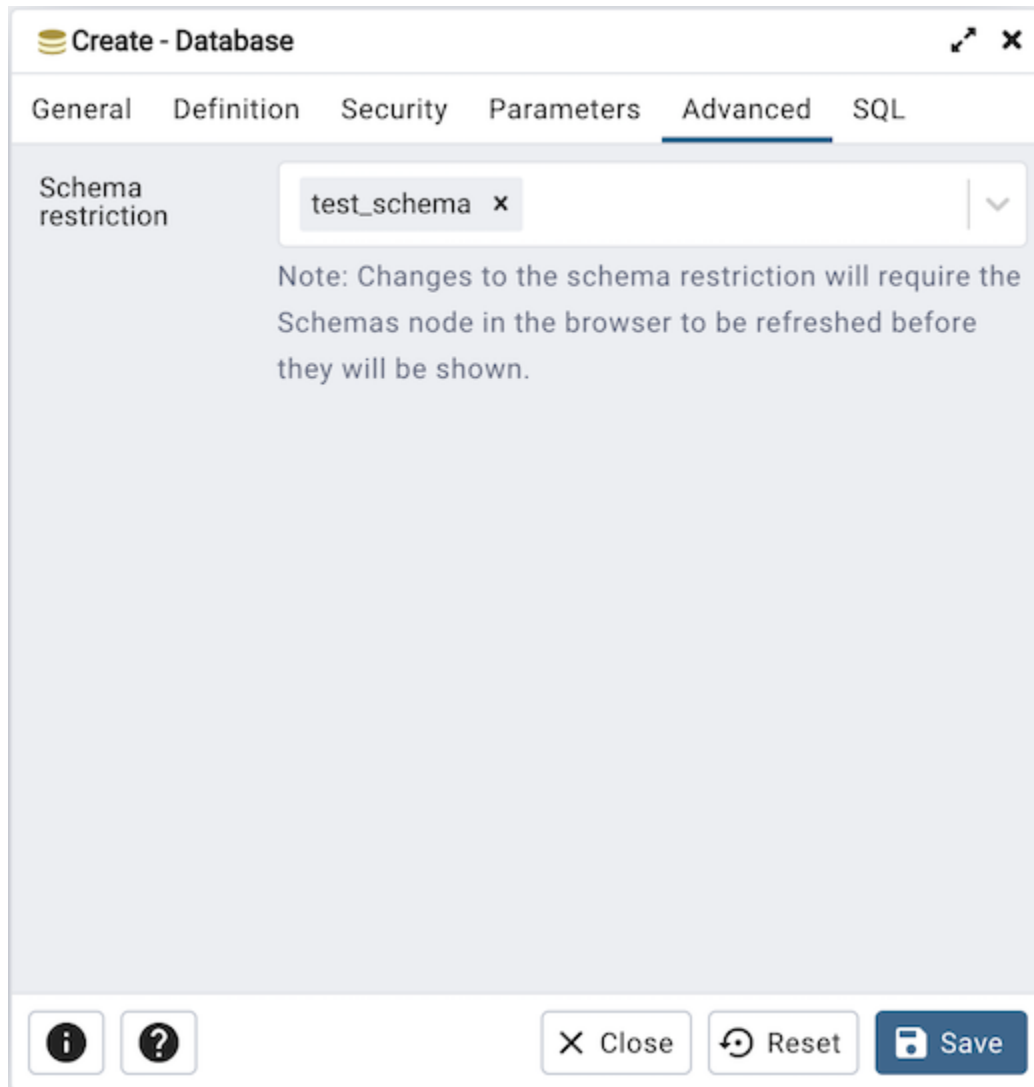 Create - Database
General Definition Security Parameters Advanced SQL
Schema
restriction
test_schema
Note: Changes to the schema restriction will require the
Schemas node in the browser to be refreshed before
they will be shown.
Close Reset Save